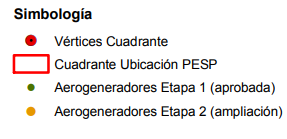 Simbología
Vértices Cuadrante
Cuadrante Ubicación PESP
Aerogeneradores Etapa 1 (aprobada)
Aerogeneradores Etapa 2 (ampliación)